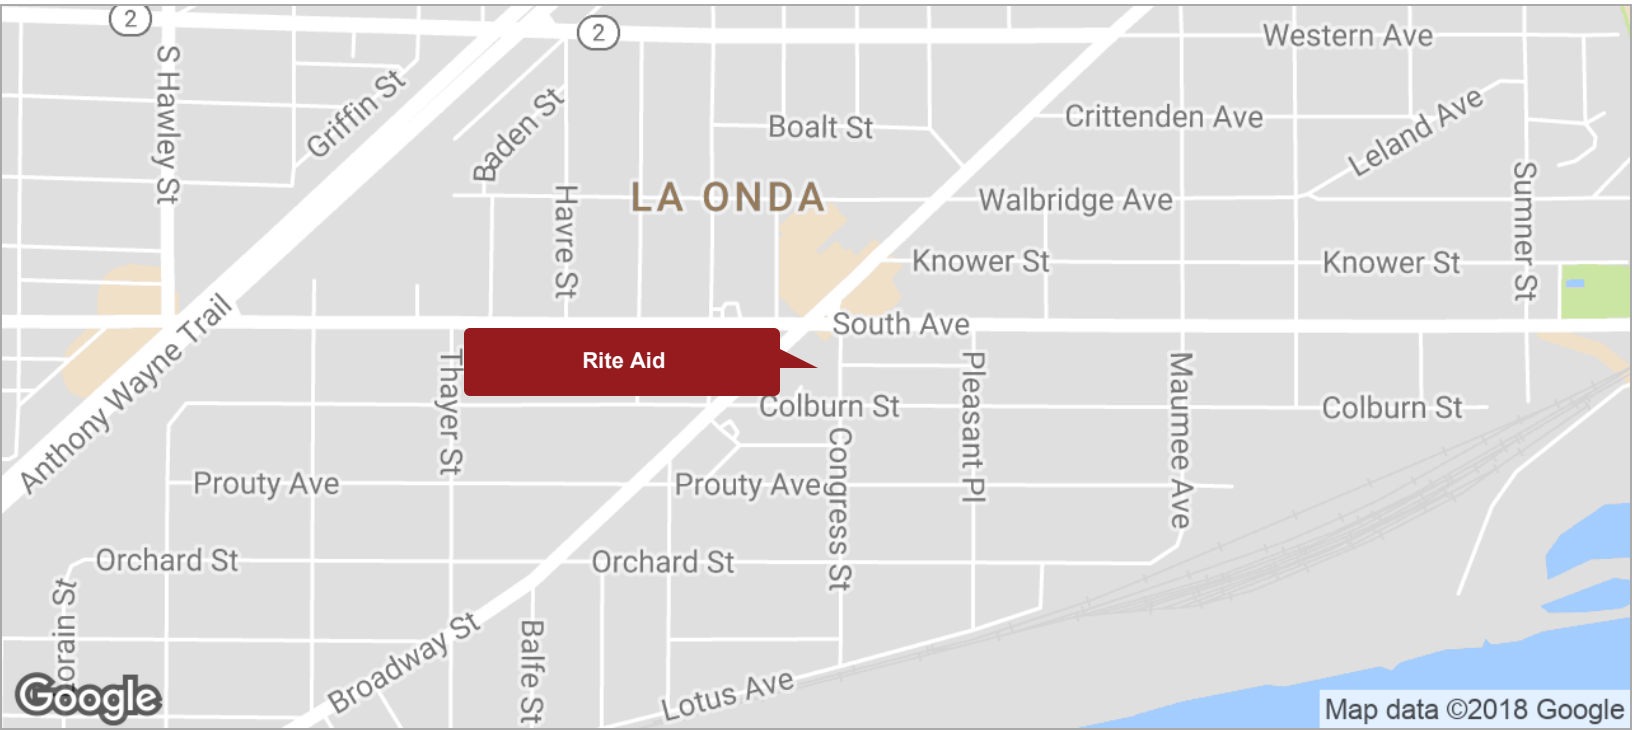 2
2
Western Ave
S Hawley St
Griffin St
Baden St
Boalt St
Crittenden Ave
Leland Ave
Havre St
LA ONDA
Walbridge Ave
Sumner St
Knower St
Knower St
Anthony Wayne Trail
South Ave
Rite Aid
Thayer St
Pleasant Pl
Maumee Ave
Colburn St
Colburn St
Congress St
Prouty Ave
Prouty Ave
Orchard St
Orchard St
orain St
Broadway St
Balfe St
Lotus Ave
Google
Map data ©2018 Google